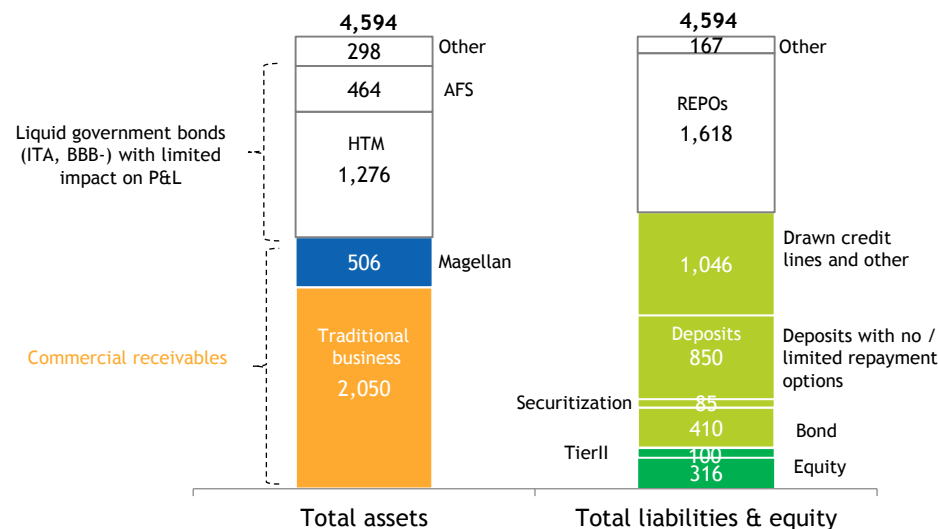 4,594
4,594
298
Other
167
Other
464
AFS
REPOs
1,618
Liquid government bonds
(ITA, BBB-) with limited
impact on P&L
HTM
1,276
506
Magellan
1,046
Drawn credit
lines and other
Commercial receivables
Traditional
business
2,050
Deposits
850
Deposits with no /
limited repayment
options
Securitization
85
410
Bond
TierII
100
316
Equity
Total assets
Total liabilities & equity